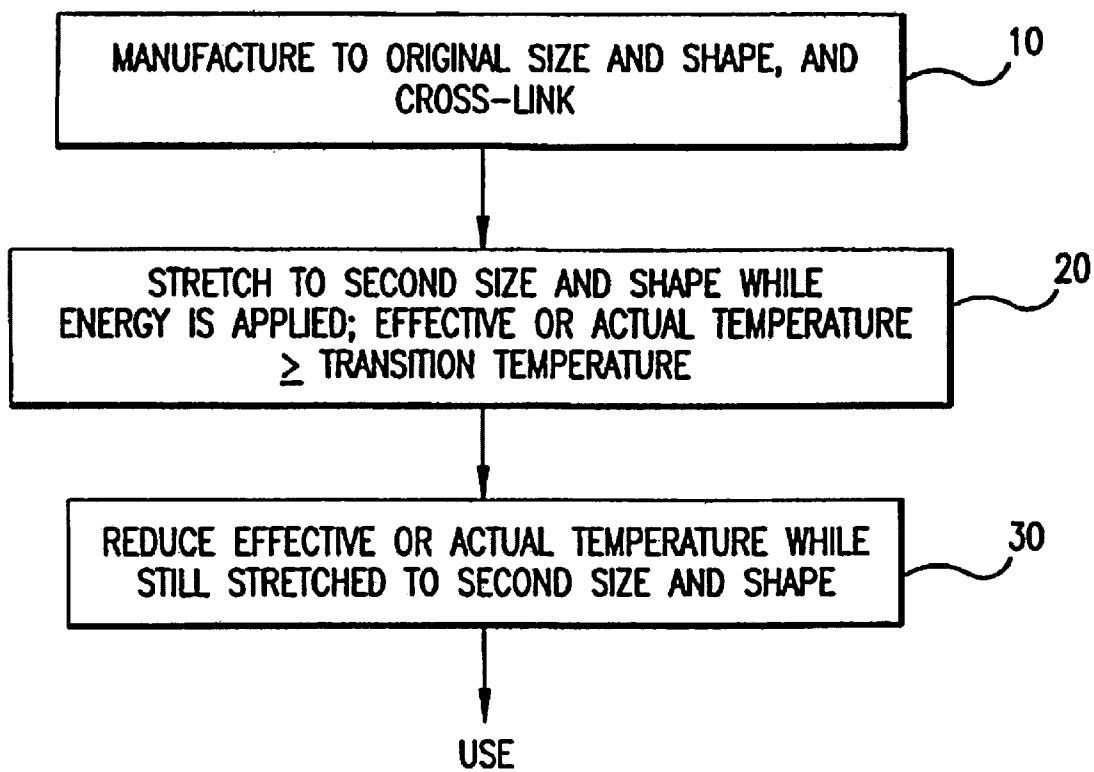 MANUFACTURE TO ORIGINAL SIZE AND SHAPE, AND
CROSS-LINK
10
STRETCH TO SECOND SIZE AND SHAPE WHILE
ENERGY IS APPLIED; EFFECTIVE OR ACTUAL TEMPERATURE
≥ TRANSITION TEMPERATURE
20
REDUCE EFFECTIVE OR ACTUAL TEMPERATURE WHILE
STILL STRETCHED TO SECOND SIZE AND SHAPE
30
USE